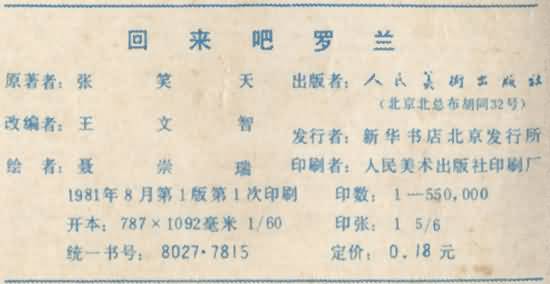 回来吧罗兰
原著者：张笑天 出版者：人民美术出版社
（北京北总布胡同32号）
改编者：王文智
发行者：新华书店北京发行所
绘者：聂崇瑞 印刷者：人民美术出版社印刷厂
1981年8月第1版第1次印刷 印数：1—550,000
开本：787×1092毫米 1/60 印张：1 5/6
统一书号：8027·7815 定价：0.18元